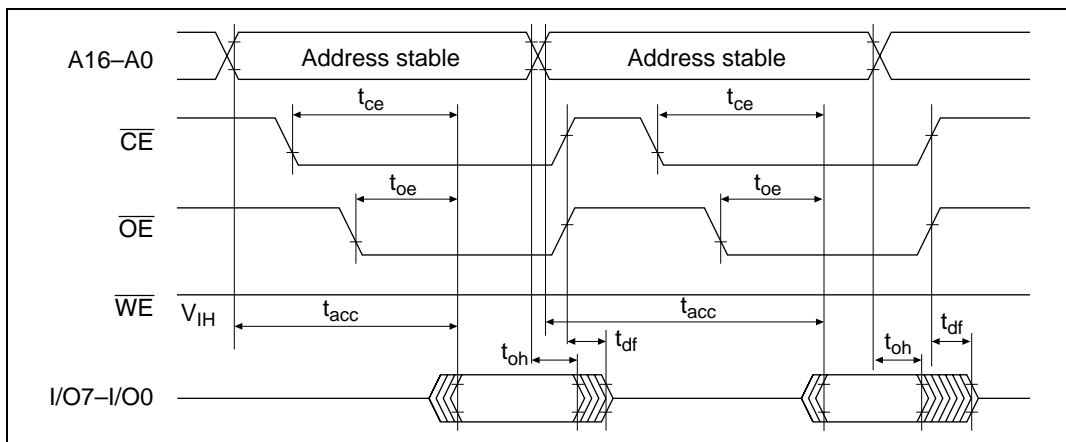 A16–A0 Address stable Address stable
t_ce t_ce
CE
t_oe t_oe
OE
WE V_IH
t_acc t_acc
t_oh t_df t_oh t_df
I/O7–I/O0